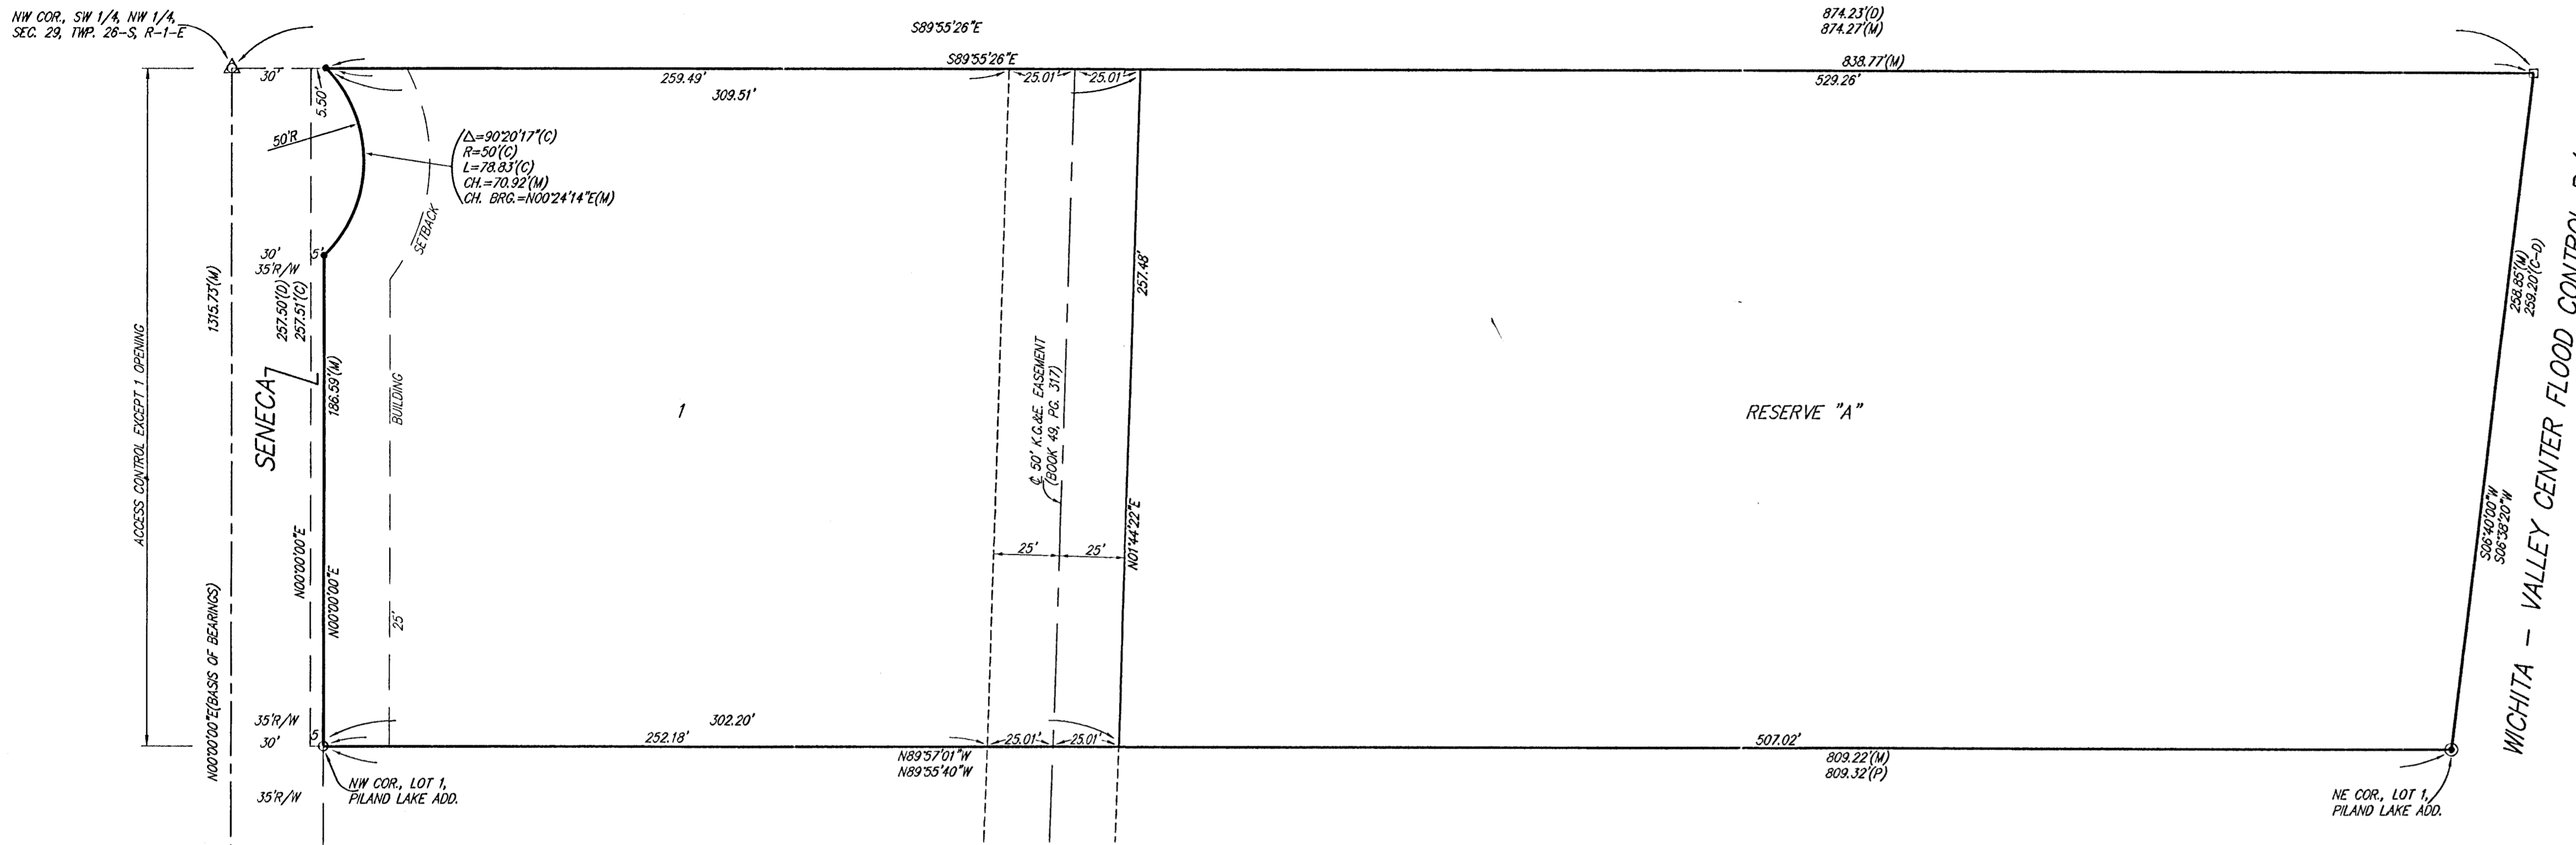 NW COR., SW 1/4, NW 1/4,
SEC. 29, TWP. 26-S, R-1-E
S89°55'26"E
874.23'(D)
874.27'(M)
S89°55'26"E
838.77'(M)
30'
259.49'
25.01'
25.01'
529.26'
309.51'
5.50'
50'R
△=90°20'17"(C)
R=50'(C)
L=78.83'(C)
CH.=70.92'(M)
CH. BRG.=N00°24'14"E(M)
SETBACK
30'
5'
35'R/W
1315.73'(M)
257.50'(D)
257.51'(C)
257.48'
258.85'(M)
259.20'(C-D)
ACCESS CONTROL EXCEPT 1 OPENING
SENECA
186.59'(M)
BUILDING
1
℄ 50' K.G.&E. EASEMENT
(BOOK 49, PG. 317)
RESERVE "A"
WICHITA - VALLEY CENTER FLOOD CONTROL
N00°00'00"E
N00°00'00"E
25'
25'
N01°44'22"E
S06°40'00"W
S06°38'20"W
N00°00'00"E(BASIS OF BEARINGS)
25'
35'R/W
30'
5'
302.20'
252.18'
25.01'
25.01'
507.02'
N89°57'01"W
N89°55'40"W
809.22'(M)
809.32'(P)
NW COR., LOT 1,
PILAND LAKE ADD.
35'R/W
NE COR., LOT 1,
PILAND LAKE ADD.